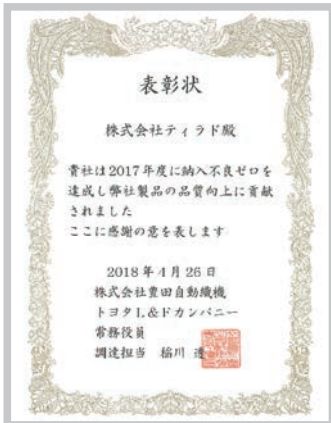 表彰状
株式会社ティラド殿
貴社は2017年度に納入不良ゼロを
達成し弊社製品の品質向上に貢献
されました
ここに感謝の意を表します
2018年4月26日
株式会社豊田自動織機
トヨタL&Fカンパニー
常務役員
調達担当 稲川 透